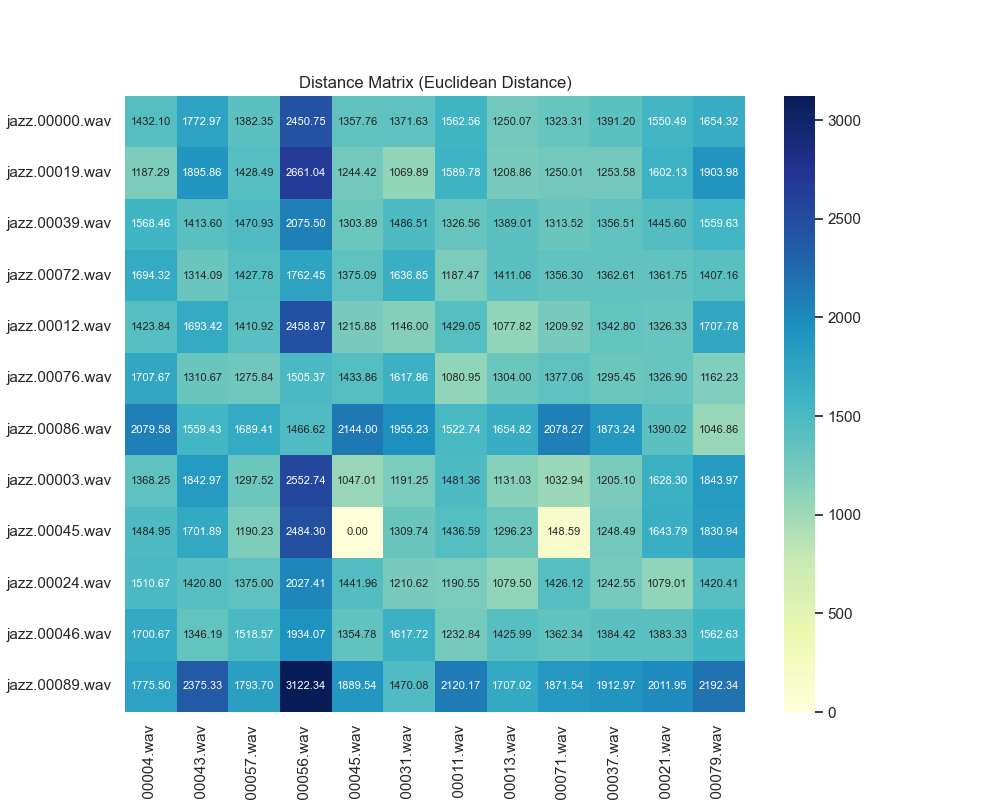 Distance Matrix (Euclidean Distance)
jazz.00000.wav 1432.10 1772.97 1382.35 2450.75 1357.76 1371.63 1562.56 1250.07 1323.31 1391.20 1550.49 1654.32
jazz.00019.wav 1187.29 1895.86 1428.49 2661.04 1244.42 1069.89 1589.78 1208.86 1250.01 1253.58 1602.13 1903.98
jazz.00039.wav 1568.46 1413.60 1470.93 2075.50 1303.89 1486.51 1326.56 1389.01 1313.52 1356.51 1445.60 1559.63
jazz.00072.wav 1694.32 1314.09 1427.78 1762.45 1375.09 1636.85 1187.47 1411.06 1356.30 1362.61 1361.75 1407.16
jazz.00012.wav 1423.84 1693.42 1410.92 2458.87 1215.88 1146.00 1429.05 1077.82 1209.92 1342.80 1326.33 1707.78
jazz.00076.wav 1707.67 1310.67 1275.84 1505.37 1433.86 1617.86 1080.95 1304.00 1377.06 1295.45 1326.90 1162.23
jazz.00086.wav 2079.58 1559.43 1689.41 1466.62 2144.00 1955.23 1522.74 1654.82 2078.27 1873.24 1390.02 1046.86
jazz.00003.wav 1368.25 1842.97 1297.52 2552.74 1047.01 1191.25 1481.36 1131.03 1032.94 1205.10 1628.30 1843.97
jazz.00045.wav 1484.95 1701.89 1190.23 2484.30 0.00 1309.74 1436.59 1296.23 148.59 1248.49 1643.79 1830.94
jazz.00024.wav 1510.67 1420.80 1375.00 2027.41 1441.96 1210.62 1190.55 1079.50 1426.12 1242.55 1079.01 1420.41
jazz.00046.wav 1700.67 1346.19 1518.57 1934.07 1354.78 1617.72 1232.84 1425.99 1362.34 1384.42 1383.33 1562.63
jazz.00089.wav 1775.50 2375.33 1793.70 3122.34 1889.54 1470.08 2120.17 1707.02 1871.54 1912.97 2011.95 2192.34
00004.wav
00043.wav
00057.wav
00056.wav
00045.wav
00031.wav
00011.wav
00013.wav
00071.wav
00037.wav
00021.wav
00079.wav
3000
2500
2000
1500
1000
500
0